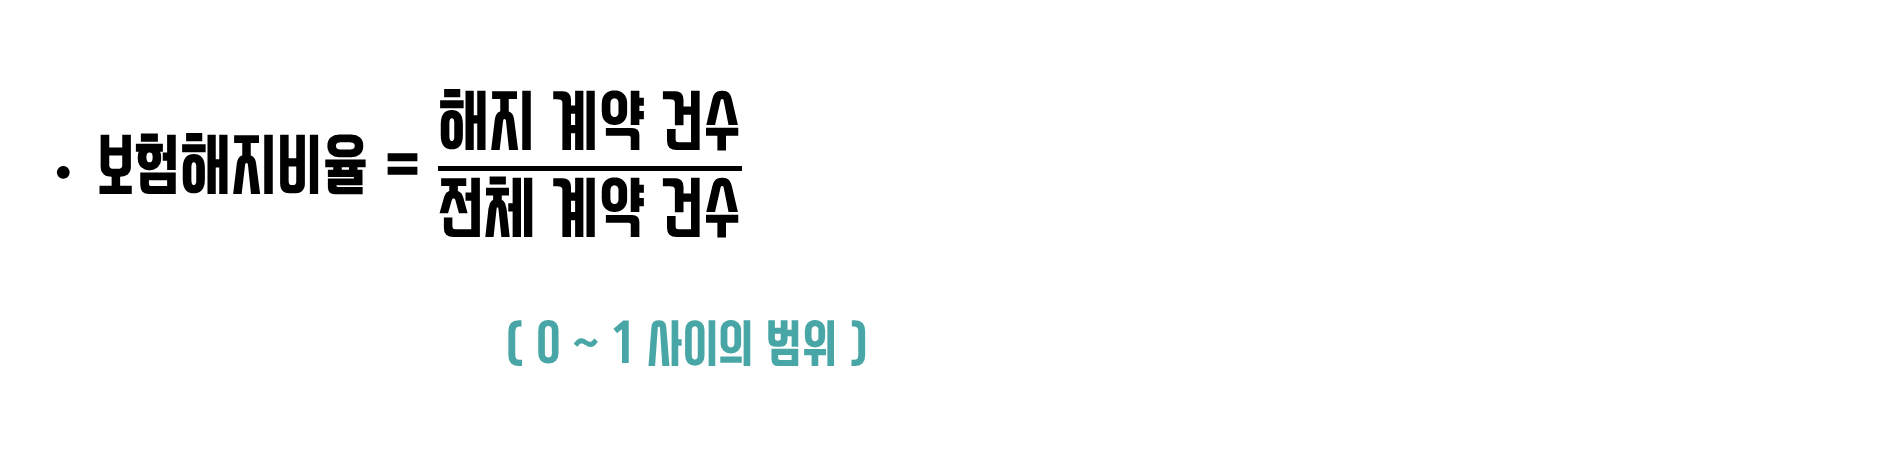 해지 계약 건수
• 보험해지비율 =
전체 계약 건수
( 0 ~ 1 사이의 범위 )